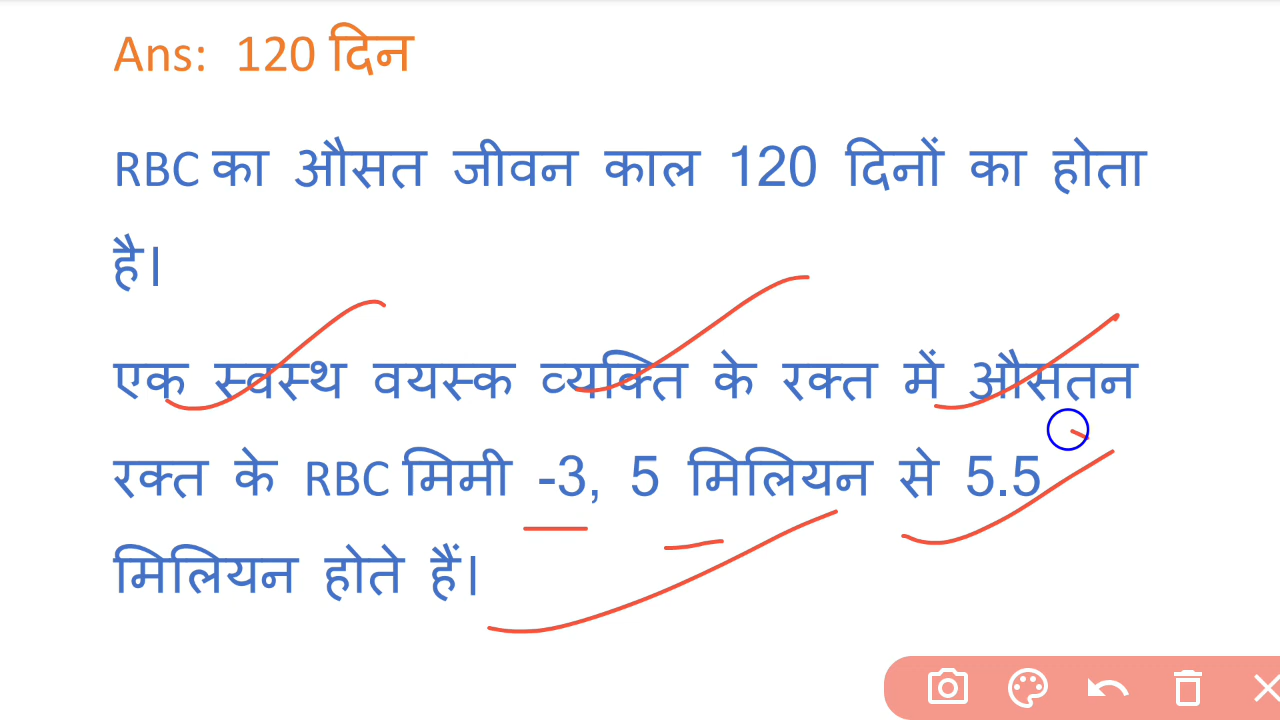 Ans: 120 दिन
RBC का औसत जीवन काल 120 दिनों का होता
है।
एक स्वस्थ वयस्क व्यक्ति के रक्त में औसतन
रक्त के RBC मिमी -3, 5 मिलियन से 5.5
मिलियन होते हैं।